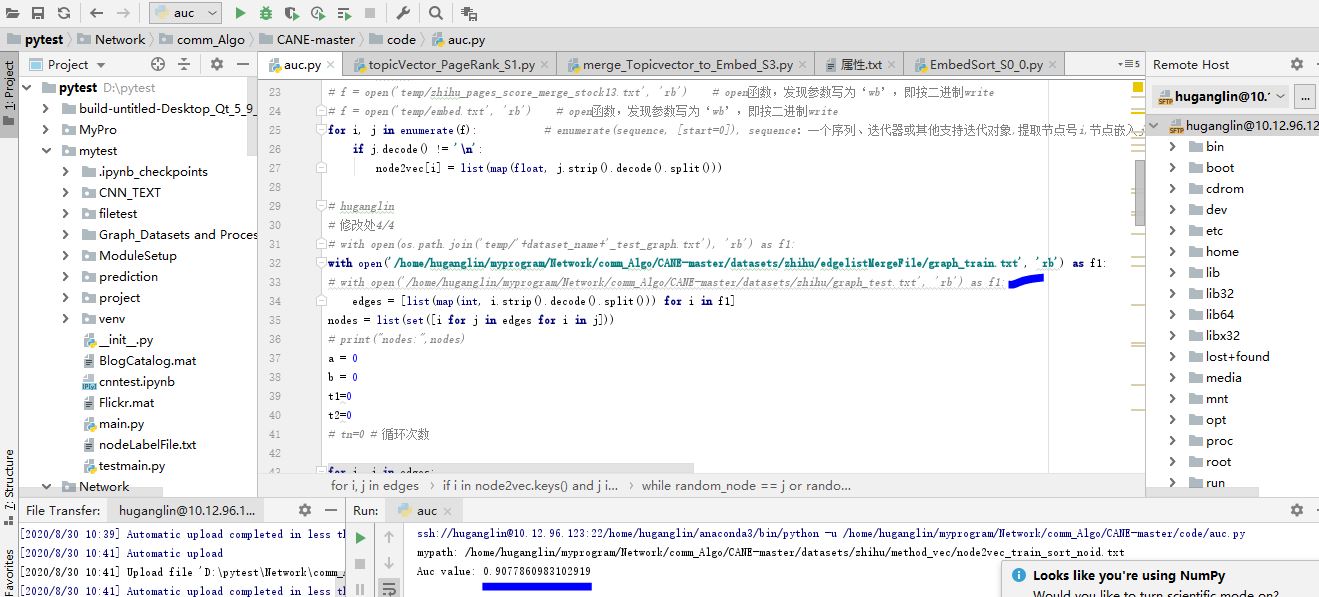 auc
pytest
Network
comm_Algo
CANE-master
code
auc.py
Project
auc.py
topicVector_PageRank_S1.py
merge_Topicvector_to_Embed_S3.py
属性.txt
EmbedSort_S0_0.py
≡5
Remote Host
1: Project
Z: Structure
Favorites
pytest D:\pytest
build-untitled-Desktop_Qt_5_9_
MyPro
mytest
.ipynb_checkpoints
CNN_TEXT
filetest
Graph_Datasets and Proces
ModuleSetup
prediction
project
venv
__init__.py
BlogCatalog.mat
cnntest.ipynb
Flickr.mat
main.py
nodeLabelFile.txt
testmain.py
Network
23 # f = open('temp/zhihu_pages_score_merge_stock13.txt', 'rb') # open函数，发现参数写为‘wb’，即按二进制write
24 # f = open('temp/embed.txt', 'rb') # open函数，发现参数写为‘wb’，即按二进制write
25 for i, j in enumerate(f): # enumerate(sequence, [start=0]), sequence：一个序列、迭代器或其他支持迭代对象.提取节点号i,节点嵌入
26 if j.decode() != '\n':
27 node2vec[i] = list(map(float, j.strip().decode().split()))
28
29 # huganglin
30 # 修改处4/4
31 # with open(os.path.join('temp/'+dataset_name+'_test_graph.txt'), 'rb') as f1:
32 with open('/home/huganglin/myprogram/Network/comm_Algo/CANE-master/datasets/zhihu/edgelistMergeFile/graph_train.txt', 'rb') as f1:
33 # with open('/home/huganglin/myprogram/Network/comm_Algo/CANE-master/datasets/zhihu/graph_test.txt', 'rb') as f1:
34 edges = [list(map(int, i.strip().decode().split())) for i in f1]
35 nodes = list(set([i for j in edges for i in j]))
36 # print("nodes:",nodes)
37 a = 0
38 b = 0
39 t1=0
40 t2=0
41 # tn=0 # 循环次数
42
43 for i, j in edges:
for i, j in edges
if i in node2vec.keys() and j i...
while random_node == j or rando...
huganglin@10.1
...
huganglin@10.12.96.12
bin
boot
cdrom
dev
etc
home
lib
lib32
lib64
libx32
lost+found
media
mnt
opt
proc
root
run
File Transfer:
huganglin@10.12.96.1...
[2020/8/30 10:39] Automatic upload completed in less th
[2020/8/30 10:41] Automatic upload
[2020/8/30 10:41] Upload file 'D:\pytest\Network\comm_
[2020/8/30 10:41] Automatic upload completed in less th
Run:
auc
ssh://huganglin@10.12.96.123:22/home/huganglin/anaconda3/bin/python -u /home/huganglin/myprogram/Network/comm_Algo/CANE-master/code/auc.py
mypath: /home/huganglin/myprogram/Network/comm_Algo/CANE-master/datasets/zhihu/method_vec/node2vec_train_sort_noid.txt
Auc value: 0.9077860983102919
Looks like you're using NumPy
Would you like to turn scientific mode on?